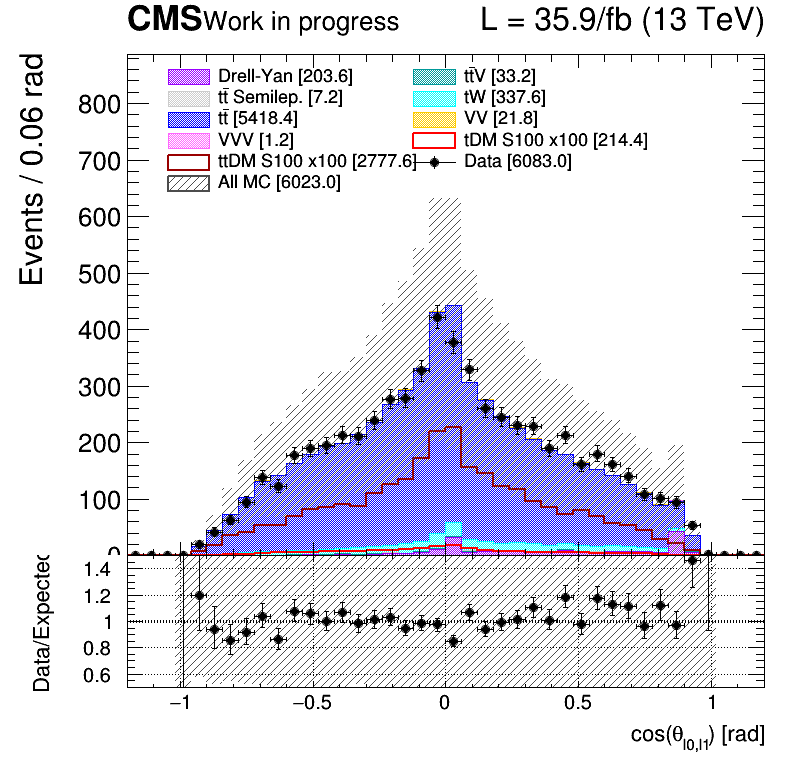 CMS Work in progress L = 35.9/fb (13 TeV)
Events / 0.06 rad
Drell-Yan [203.6] tt̄V [33.2]
tt̄ Semilep. [7.2] tW [337.6]
tt̄ [5418.4] VV [21.8]
VVV [1.2] tDM S100 x100 [214.4]
ttDM S100 x100 [2777.6] Data [6083.0]
All MC [6023.0]
800
700
600
500
400
300
200
100
0
Data/Expected
1.4
1.2
1
0.8
0.6
−1 −0.5 0 0.5 1
cos(θl0,l1) [rad]